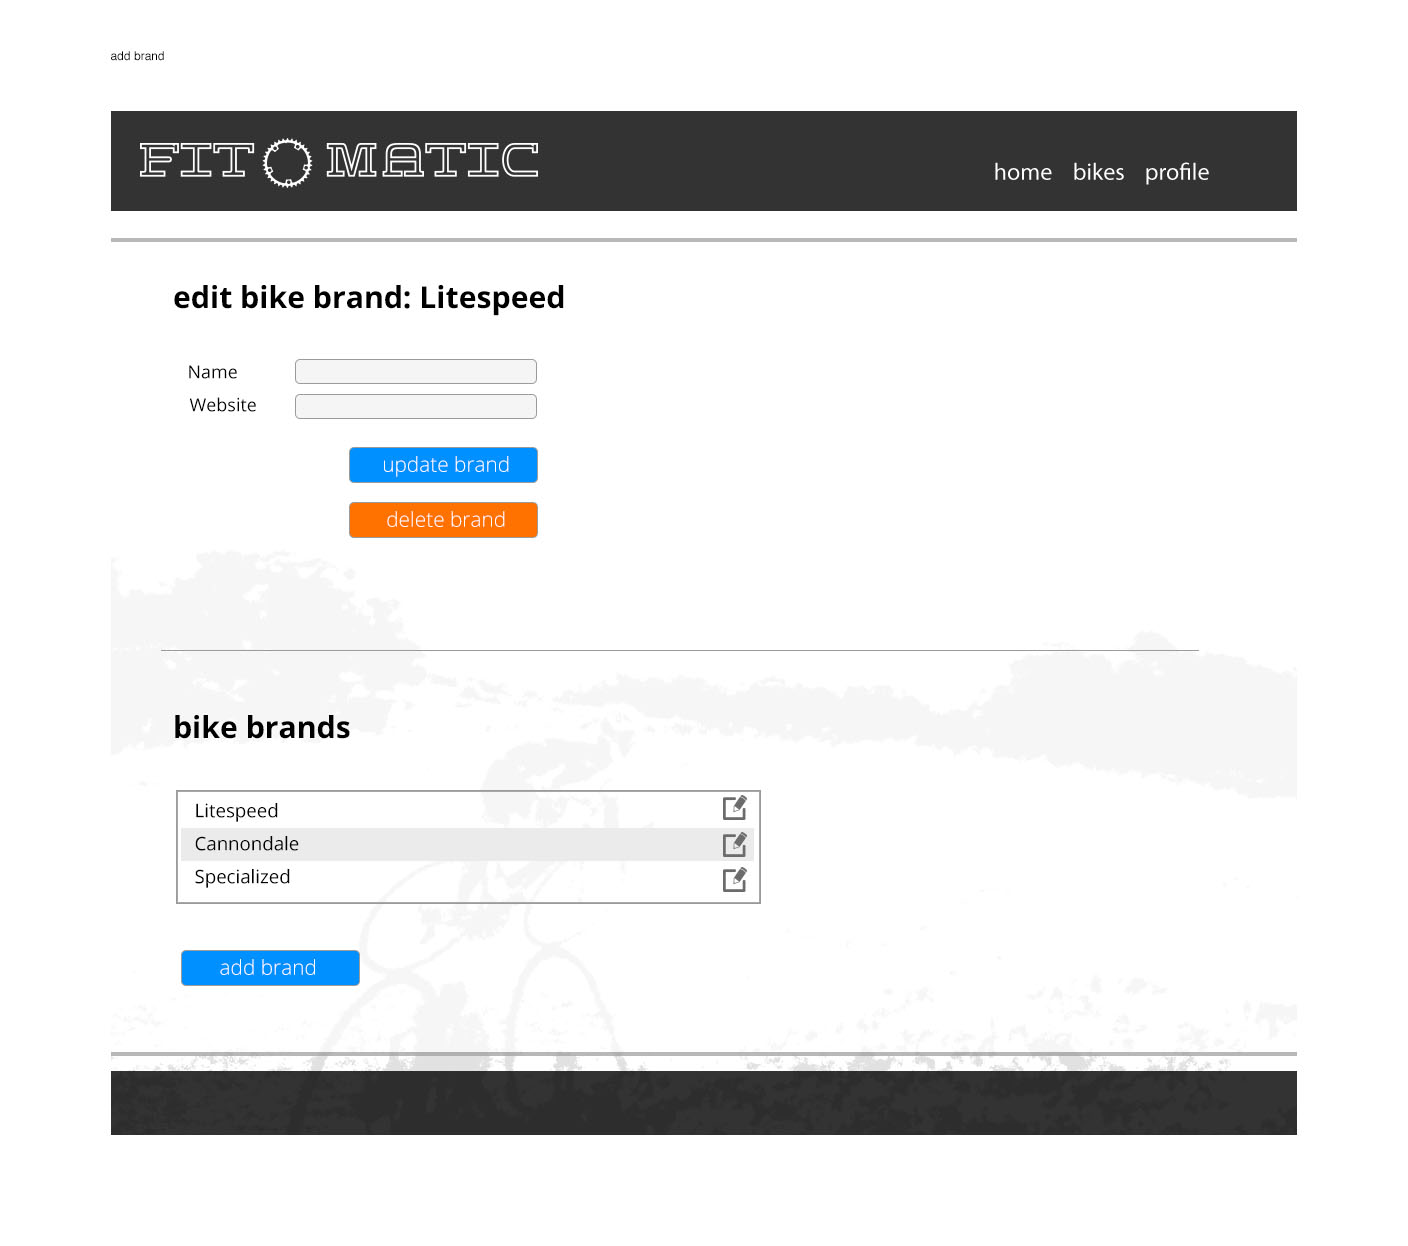 add brand
FIT O MATIC
home bikes profile
edit bike brand: Litespeed
Name
Website
update brand
delete brand
bike brands
Litespeed
Cannondale
Specialized
add brand